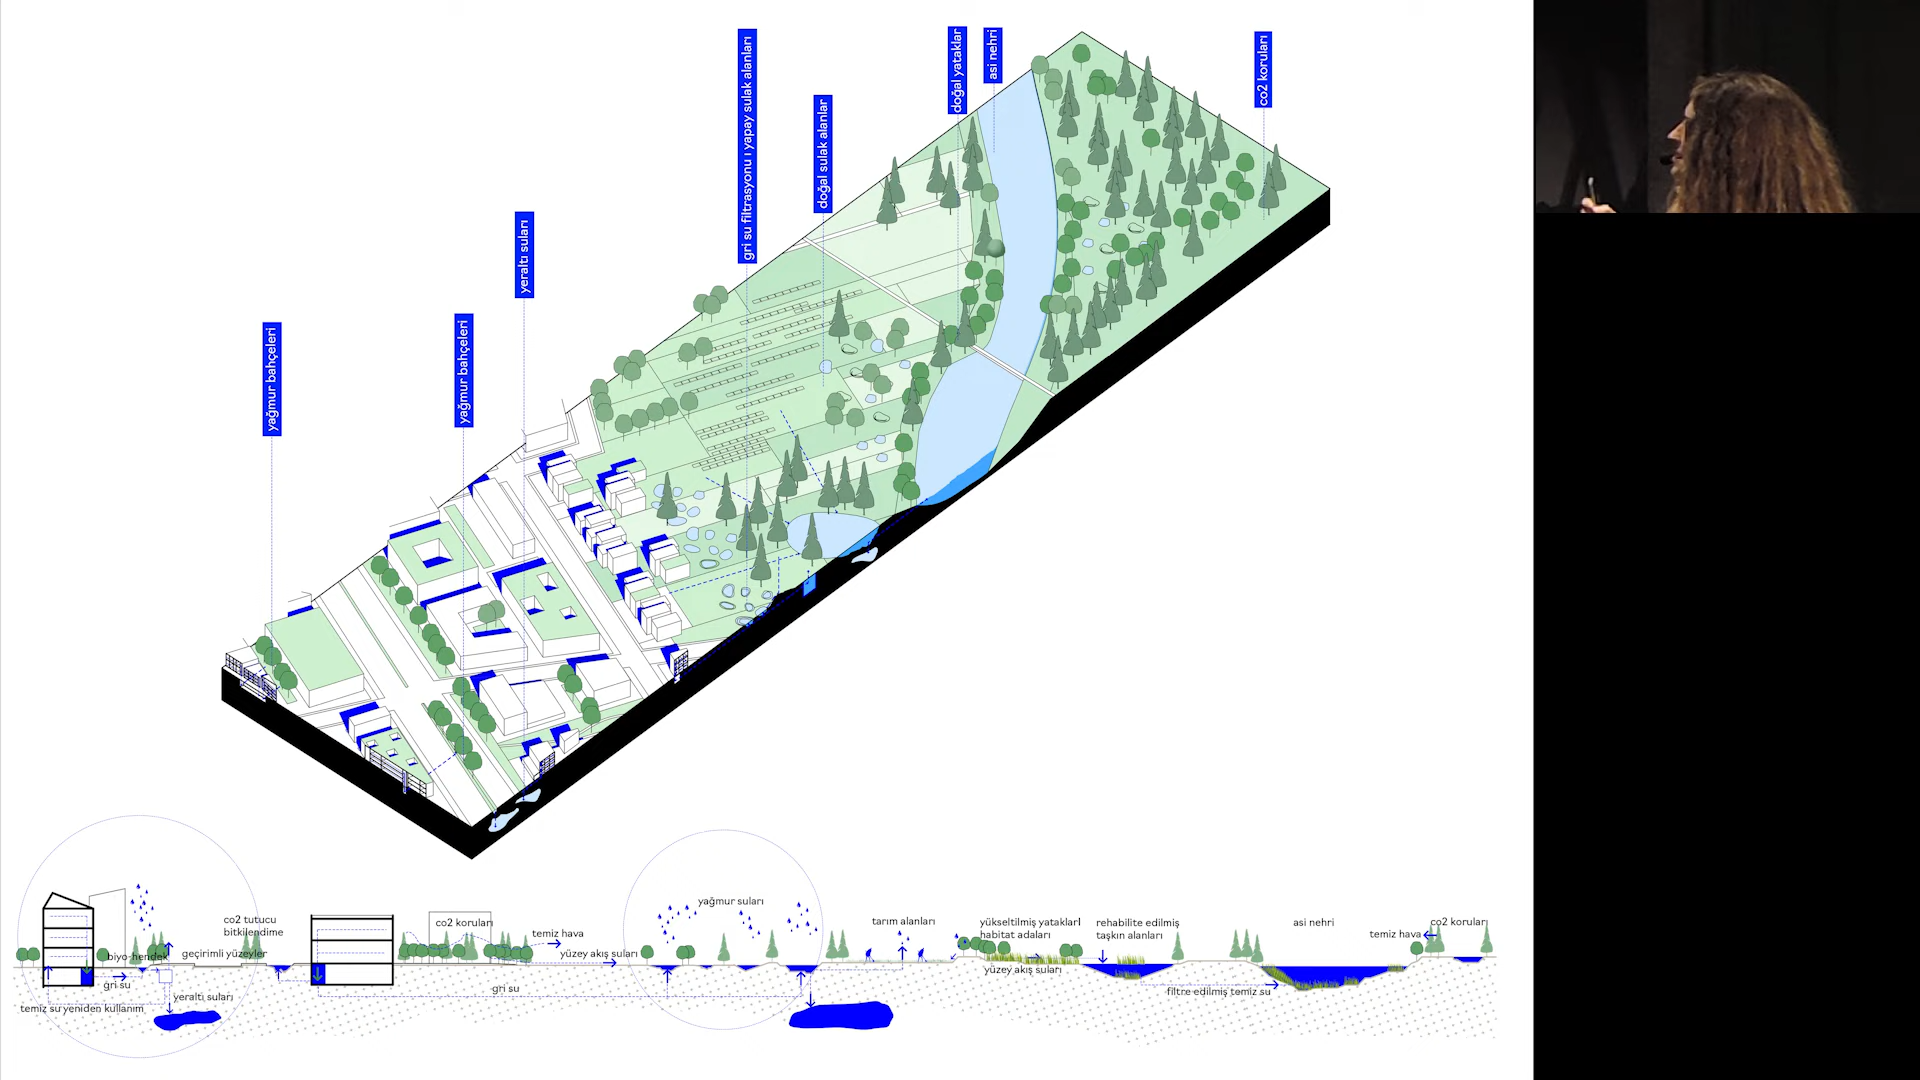 yağmur bahçeleri
yağmur bahçeleri
yeraltı suları
gri su filtrasyonu ı yapay sulak alanları
doğal sulak alanlar
doğal yataklar
asi nehri
co2 koruları
co2 tutucu
bitkilendime
biyo-hendek
geçirimli yüzeyler
gri su
yeraltı suları
temiz su yeniden kullanım
co2 koruları
temiz hava
yüzey akış suları
gri su
yağmur suları
tarım alanları
yükseltilmiş yataklarI
habitat adaları
yüzey akış suları
rehabilite edilmiş
taşkın alanları
filtre edilmiş temiz su
asi nehri
temiz hava
co2 koruları